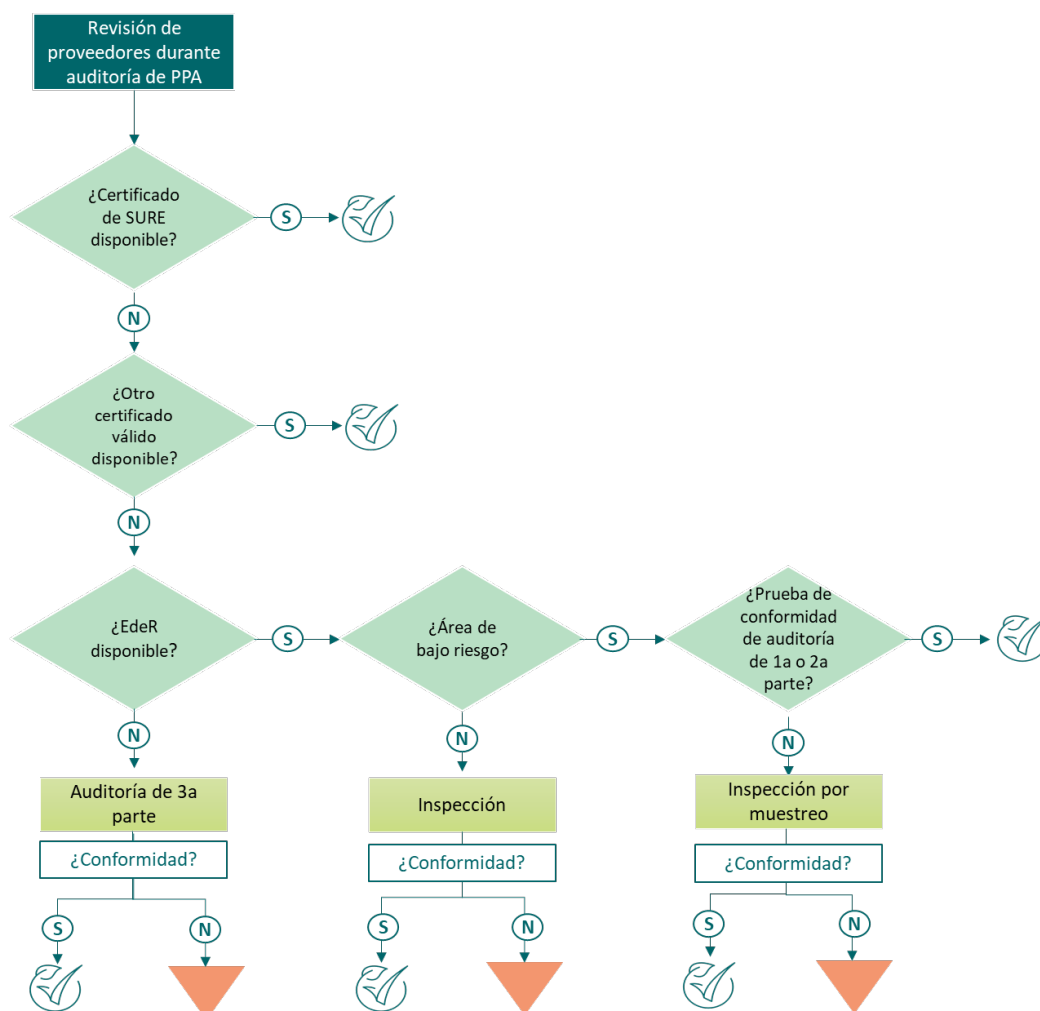 Revisión de
proveedores durante
auditoría de PPA
¿Certificado
de SURE
disponible?
S
N
¿Otro
certificado
válido
disponible?
S
N
¿EdeR
disponible?
S
¿Área de
bajo riesgo?
S
¿Prueba de
conformidad
de auditoría
de 1a o 2a
parte?
S
N
N
N
Auditoría de 3a
parte
Inspección
Inspección por
muestreo
¿Conformidad?
¿Conformidad?
¿Conformidad?
S
N
S
N
S
N